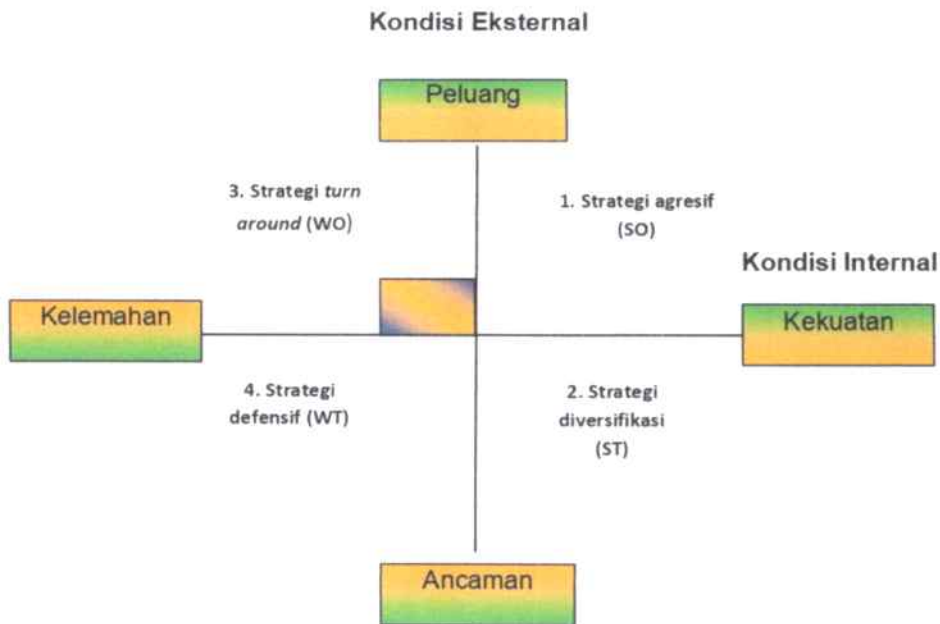 Kondisi Eksternal
Peluang
3. Strategi turn
around (WO)
1. Strategi agresif
(SO)
Kondisi Internal
Kelemahan
Kekuatan
4. Strategi
defensif (WT)
2. Strategi
diversifikasi
(ST)
Ancaman